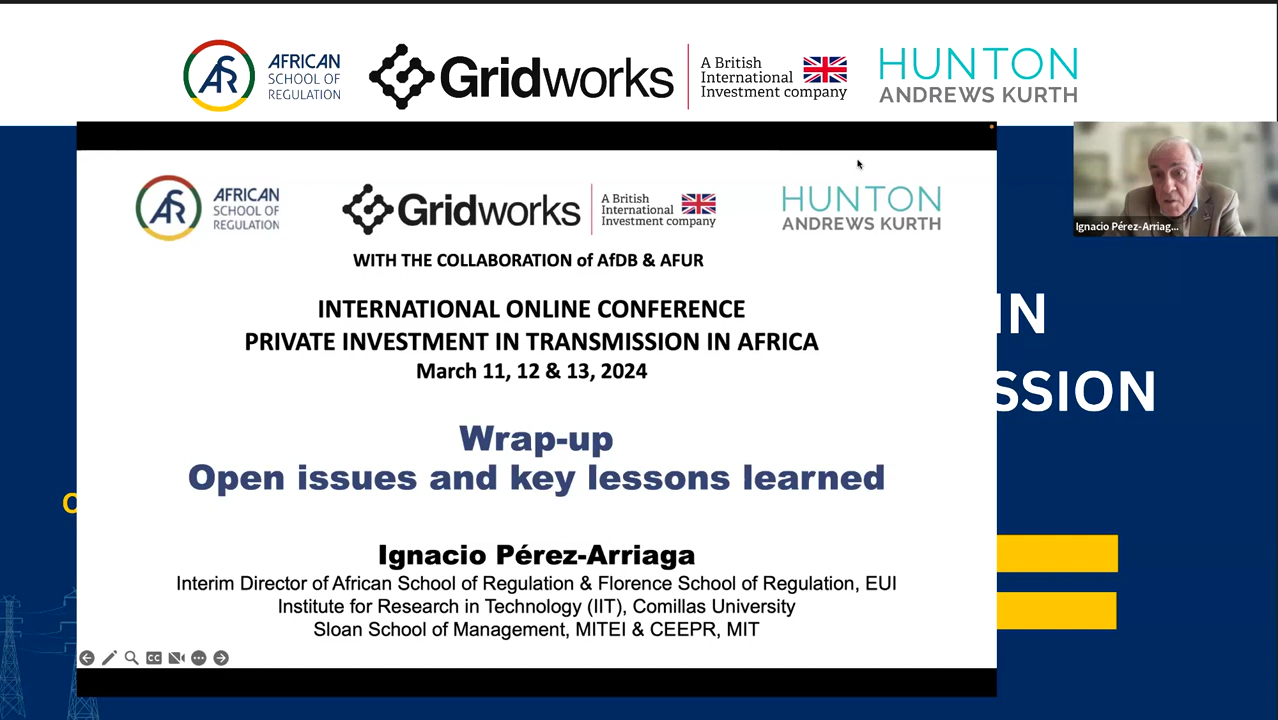 AFRICAN
SCHOOL OF
REGULATION
Gridworks
A British
International
Investment company
HUNTON
ANDREWS KURTH
AFRICAN
SCHOOL OF
REGULATION
Gridworks
A British
International
Investment company
HUNTON
ANDREWS KURTH
WITH THE COLLABORATION of AfDB & AFUR
INTERNATIONAL ONLINE CONFERENCE
PRIVATE INVESTMENT IN TRANSMISSION IN AFRICA
March 11, 12 & 13, 2024
Wrap-up
Open issues and key lessons learned
Ignacio Pérez-Arriaga
Interim Director of African School of Regulation & Florence School of Regulation, EUI
Institute for Research in Technology (IIT), Comillas University
Sloan School of Management, MITEI & CEEPR, MIT
CC
Ignacio Pérez-Arriag...
IN
SSION